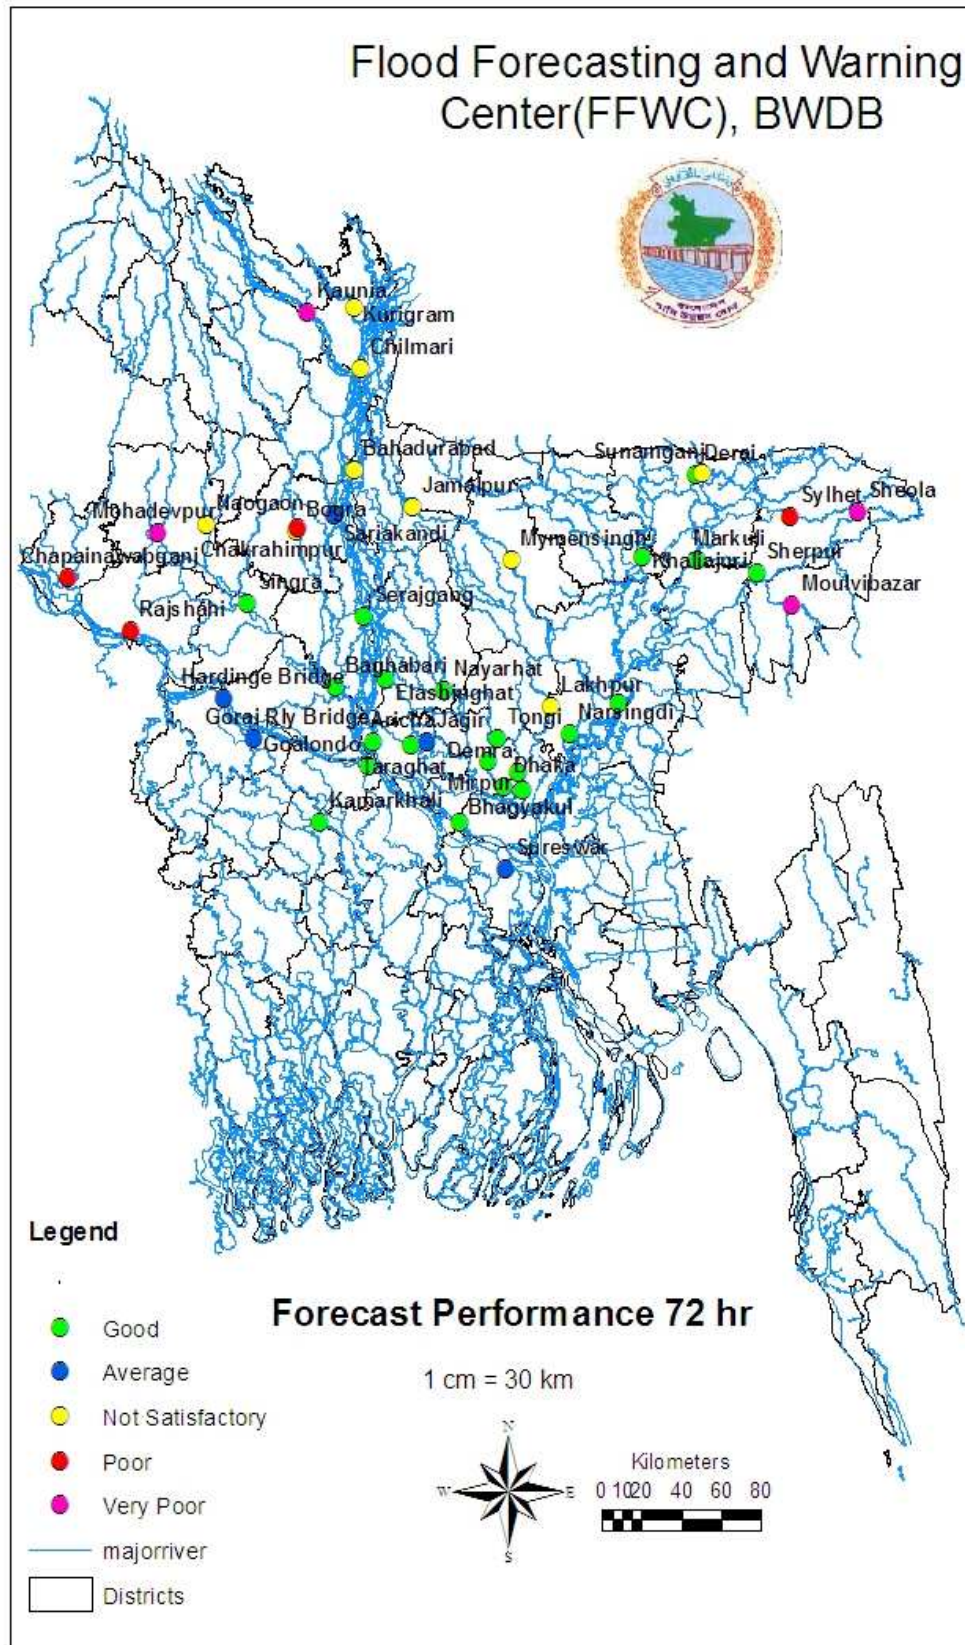 Flood Forecasting and Warning
Center(FFWC), BWDB
Kaunia
Kurigram
Chilmari
Bahadurabad
Jamalpur
Sunamganj
Derai
Sylhet
Sheola
Mohadevpur
Naogaon
Bogra
Sariakandi
Mymensingh
Markuli
Khaliajuri
Sherpur
Chapainawabganj
Chakrahimpur
Singra
Moulvibazar
Rajshahi
Serajgang
Hardinge Bridge
Baghabari
Nayarhat
Elashinghat
Lakhpur
Gorai Rly Bridge
Aricha
Jagir
Tongi
Narsingdi
Goalondo
Demra
Taraghat
Mirpur
Dhaka
Kamarkhali
Bhagyakul
Sureswar
Legend
Good
Average
Not Satisfactory
Poor
Very Poor
majorriver
Districts
Forecast Performance 72 hr
1 cm = 30 km
N
W
E
S
Kilometers
0 10 20 40 60 80